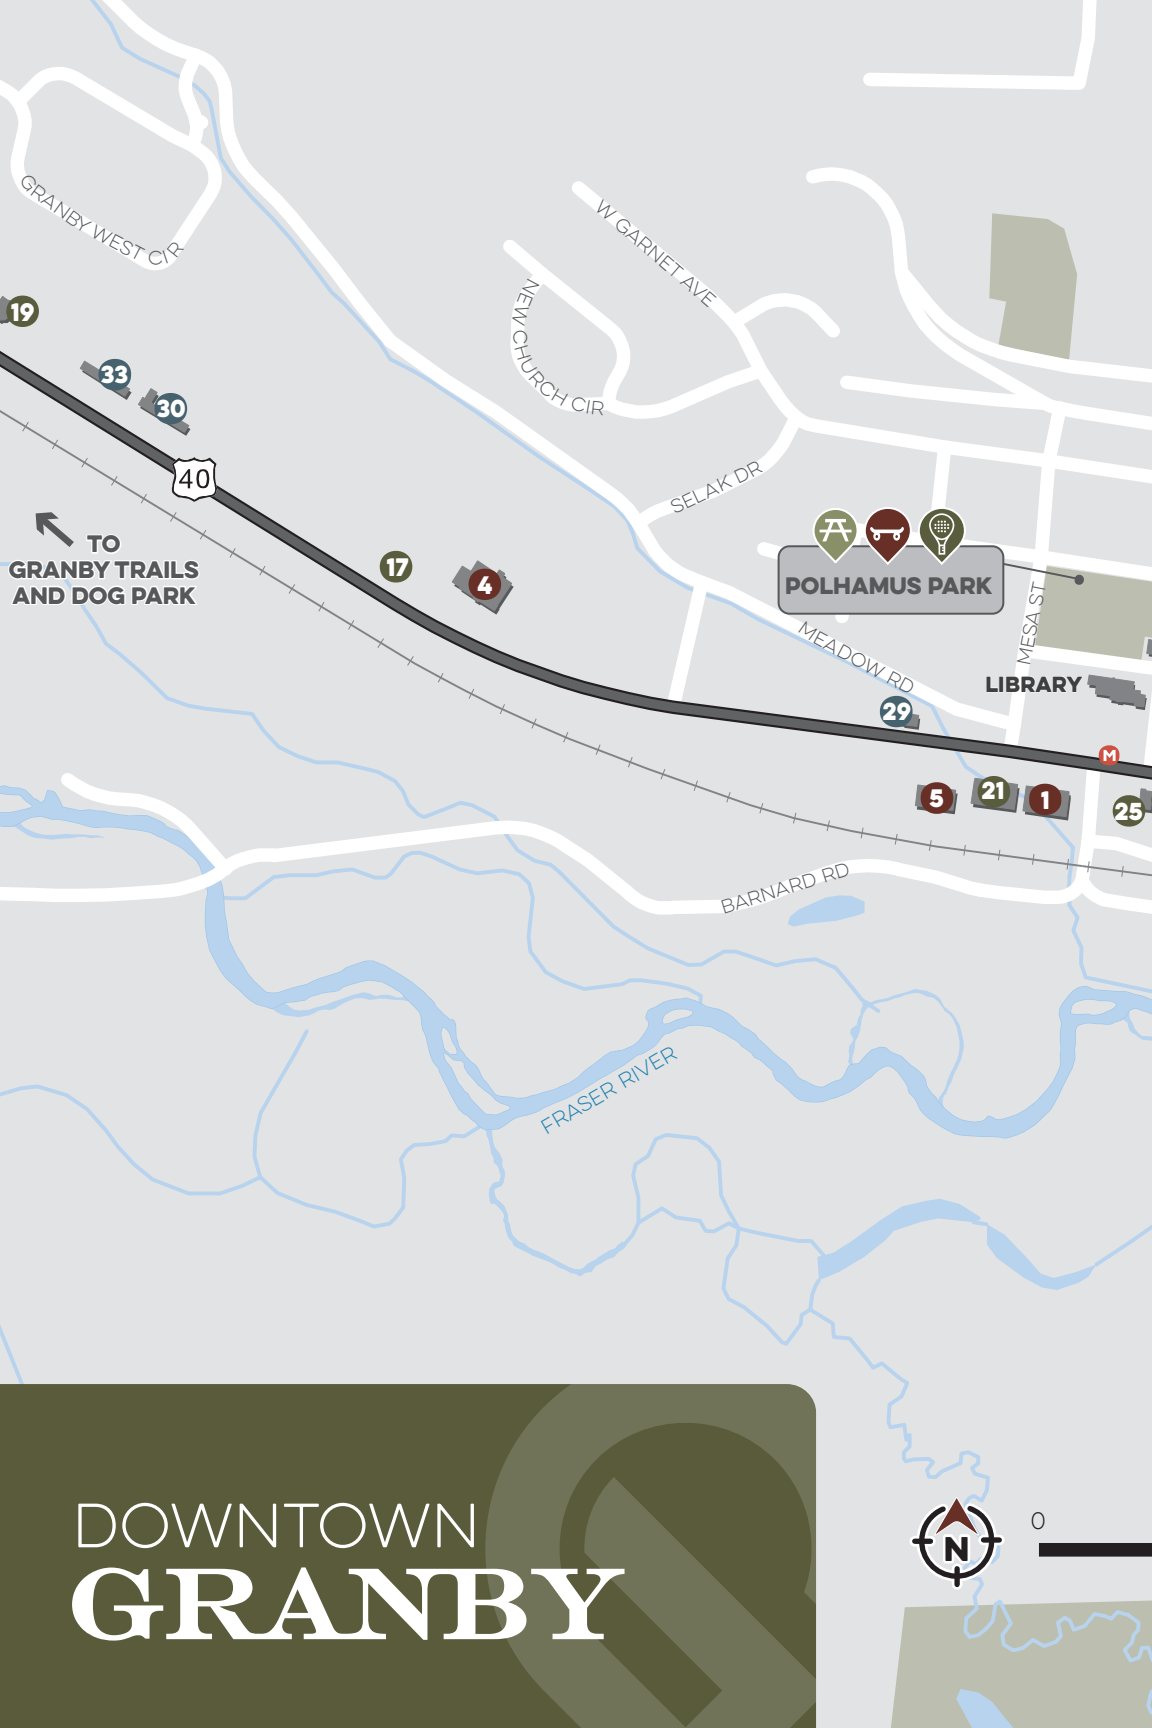 GRANBY WEST CIR
W GARNET AVE
NEW CHURCH CIR
19
33
30
40
SELAK DR
TO
GRANBY TRAILS
AND DOG PARK
17
4
POLHAMUS PARK
MESA ST
MEADOW RD
LIBRARY
29
M
5
21
1
25
BARNARD RD
FRASER RIVER
DOWNTOWN
GRANBY
N
0